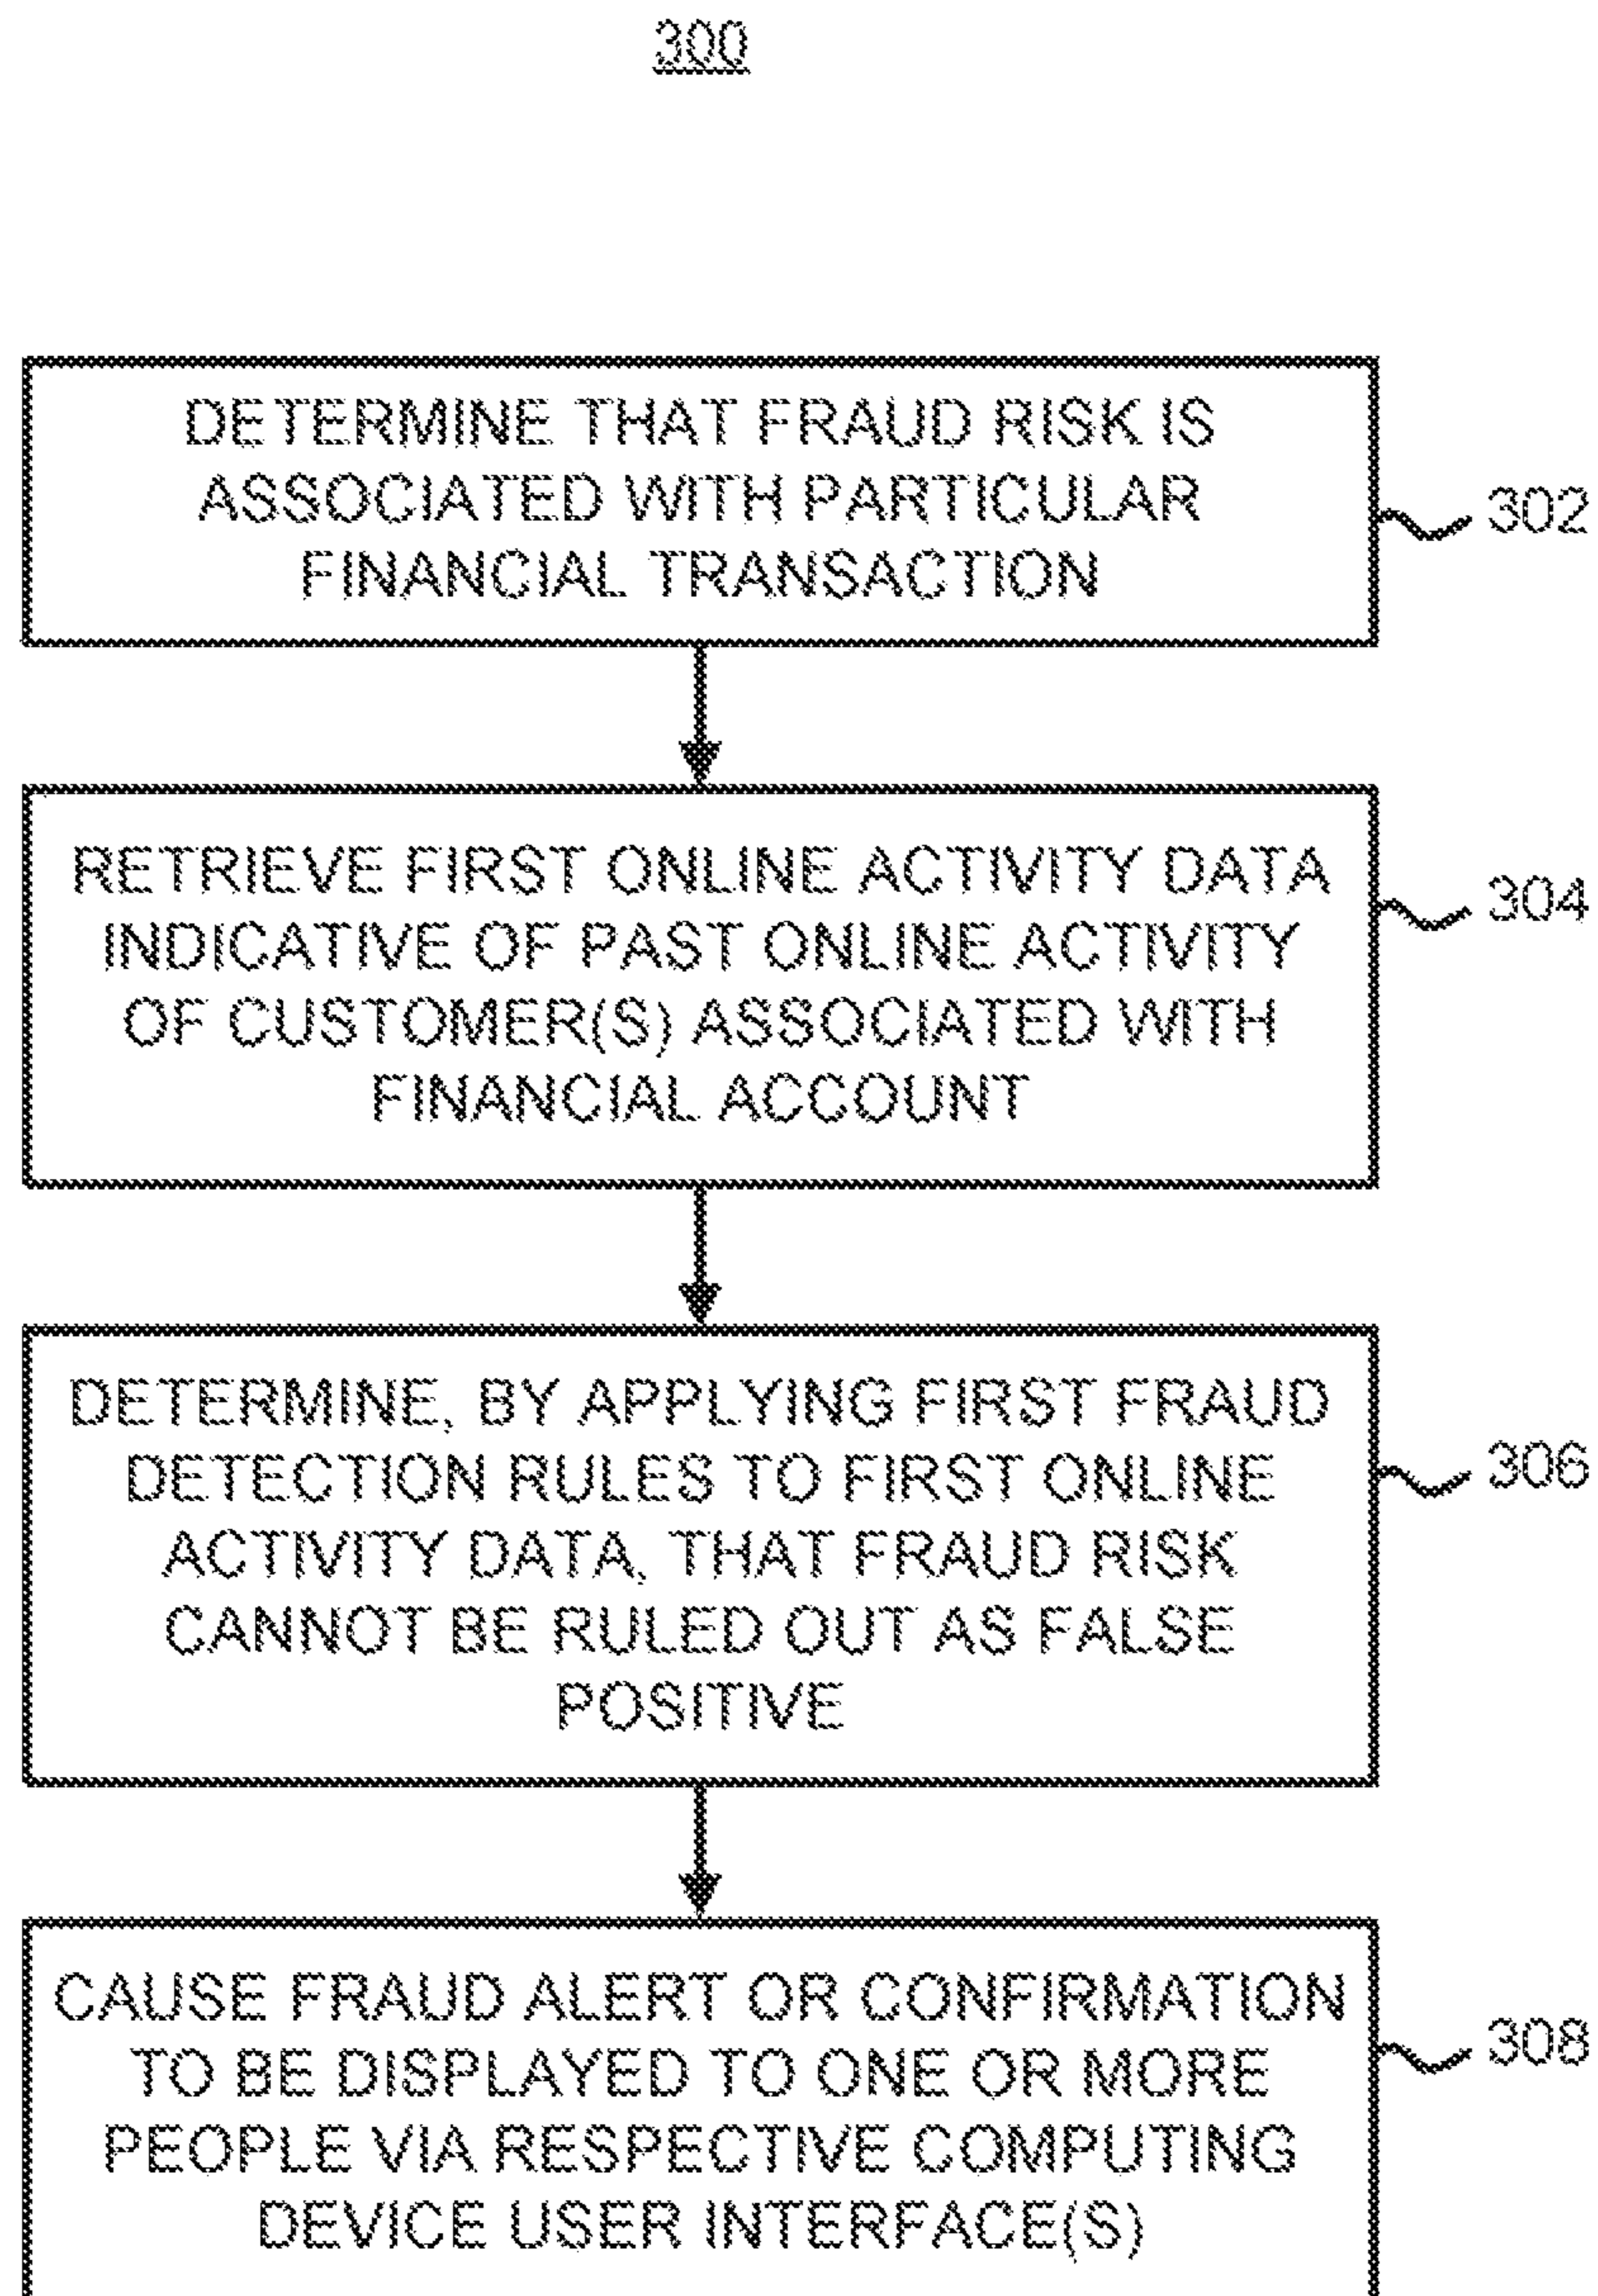 300
DETERMINE THAT FRAUD RISK IS
ASSOCIATED WITH PARTICULAR
FINANCIAL TRANSACTION
302
RETRIEVE FIRST ONLINE ACTIVITY DATA
INDICATIVE OF PAST ONLINE ACTIVITY
OF CUSTOMER(S) ASSOCIATED WITH
FINANCIAL ACCOUNT
304
DETERMINE, BY APPLYING FIRST FRAUD
DETECTION RULES TO FIRST ONLINE
ACTIVITY DATA, THAT FRAUD RISK
CANNOT BE RULED OUT AS FALSE
POSITIVE
306
CAUSE FRAUD ALERT OR CONFIRMATION
TO BE DISPLAYED TO ONE OR MORE
PEOPLE VIA RESPECTIVE COMPUTING
DEVICE USER INTERFACE(S)
308